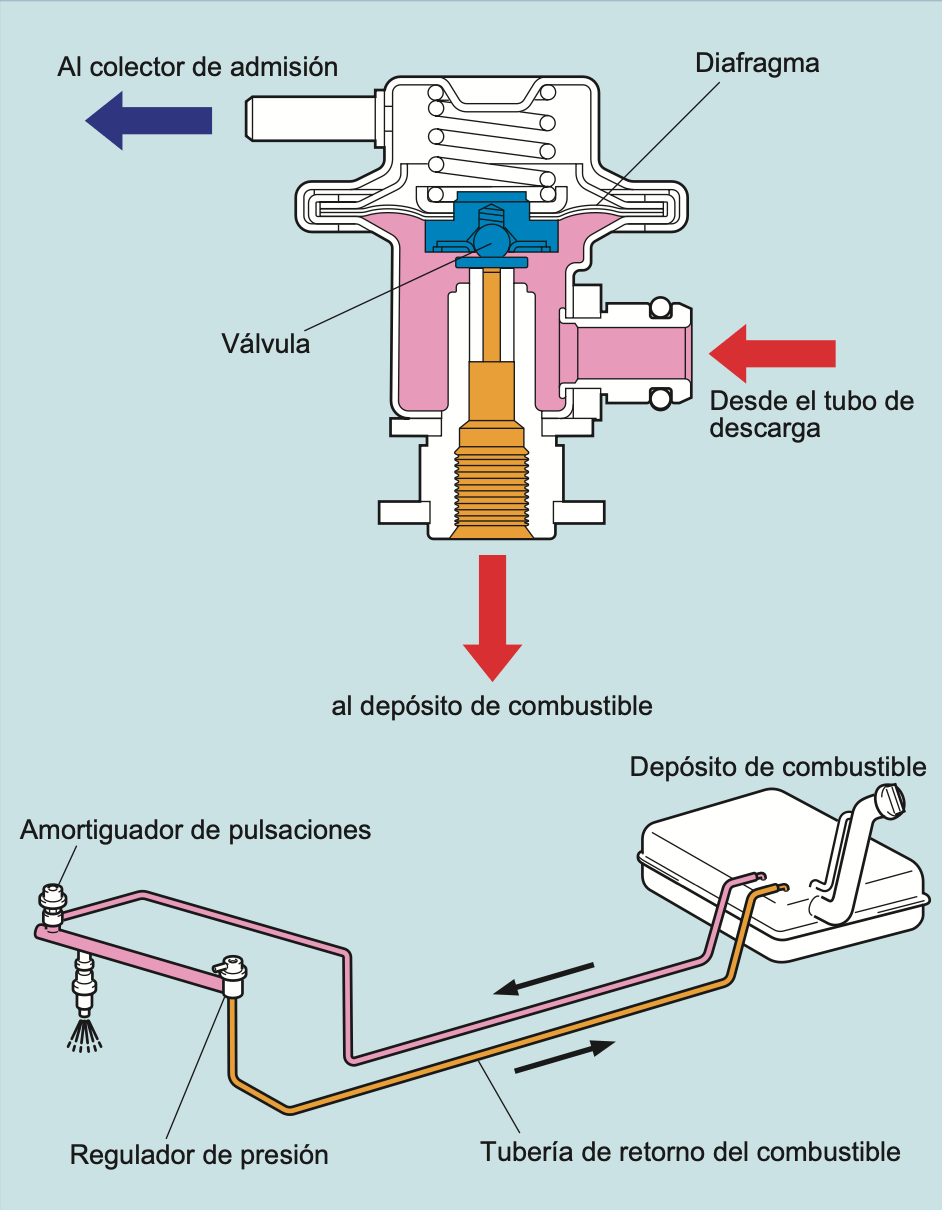 Al colector de admisión
Diafragma
Válvula
Desde el tubo de
descarga
al depósito de combustible
Depósito de combustible
Amortiguador de pulsaciones
Regulador de presión
Tubería de retorno del combustible